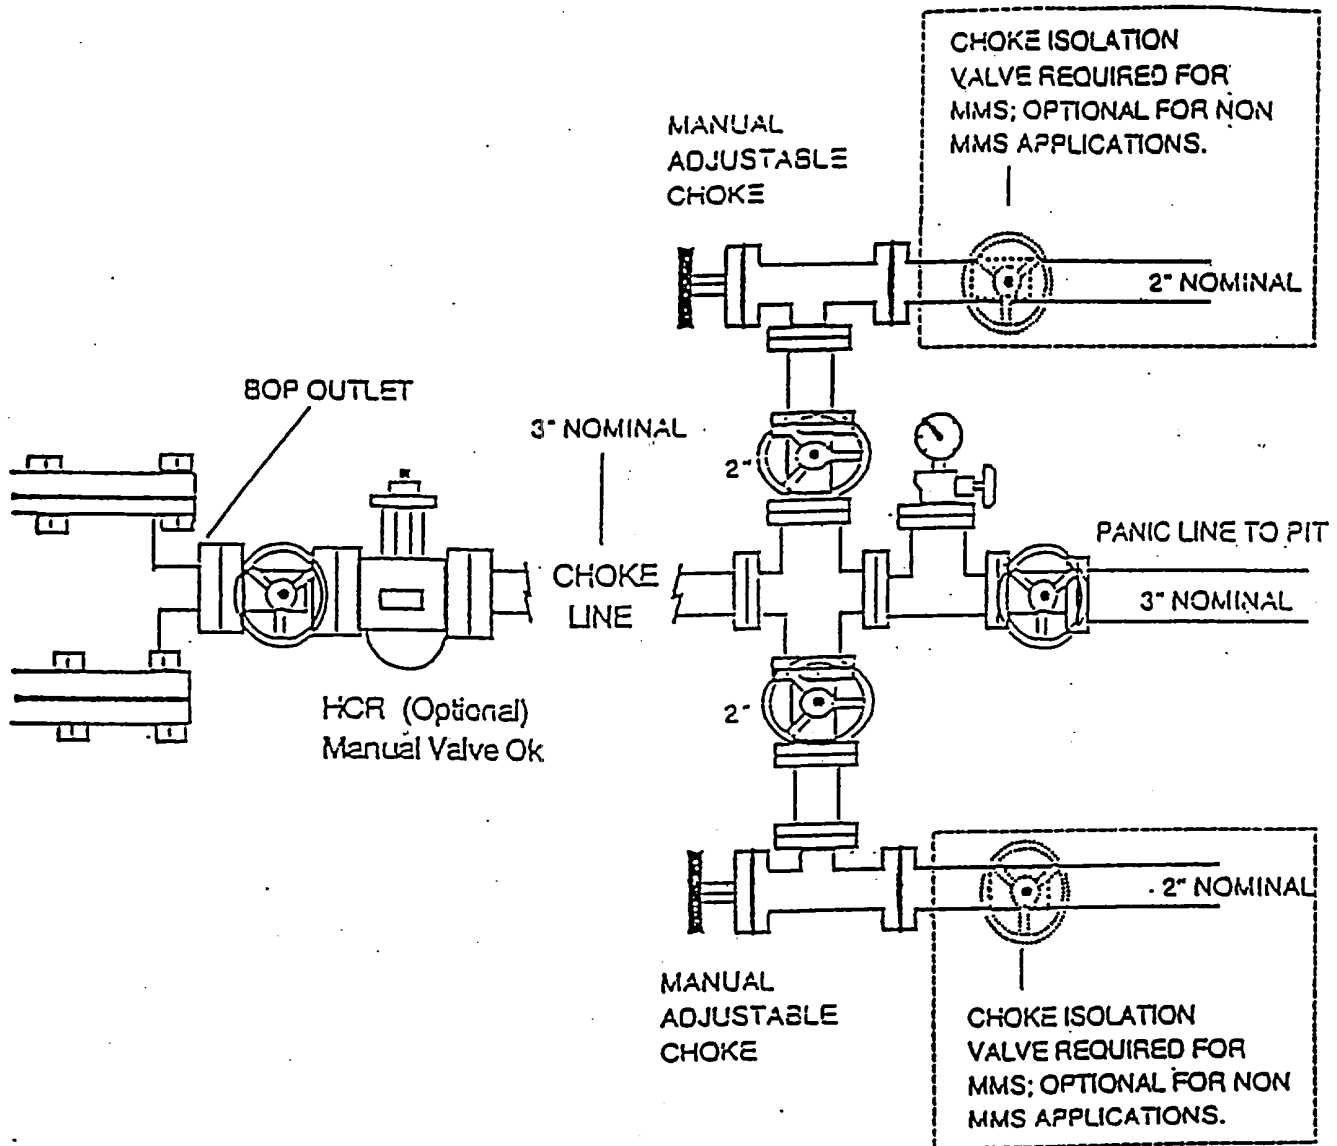 CHOKE ISOLATION
VALVE REQUIRED FOR
MMS; OPTIONAL FOR NON
MMS APPLICATIONS.
MANUAL
ADJUSTABLE
CHOKE
2" NOMINAL
BOP OUTLET
3" NOMINAL
2"
PANIC LINE TO PIT
CHOKE
LINE
3" NOMINAL
HCR (Optional)
Manual Valve Ok
2"
2" NOMINAL
MANUAL
ADJUSTABLE
CHOKE
CHOKE ISOLATION
VALVE REQUIRED FOR
MMS; OPTIONAL FOR NON
MMS APPLICATIONS.